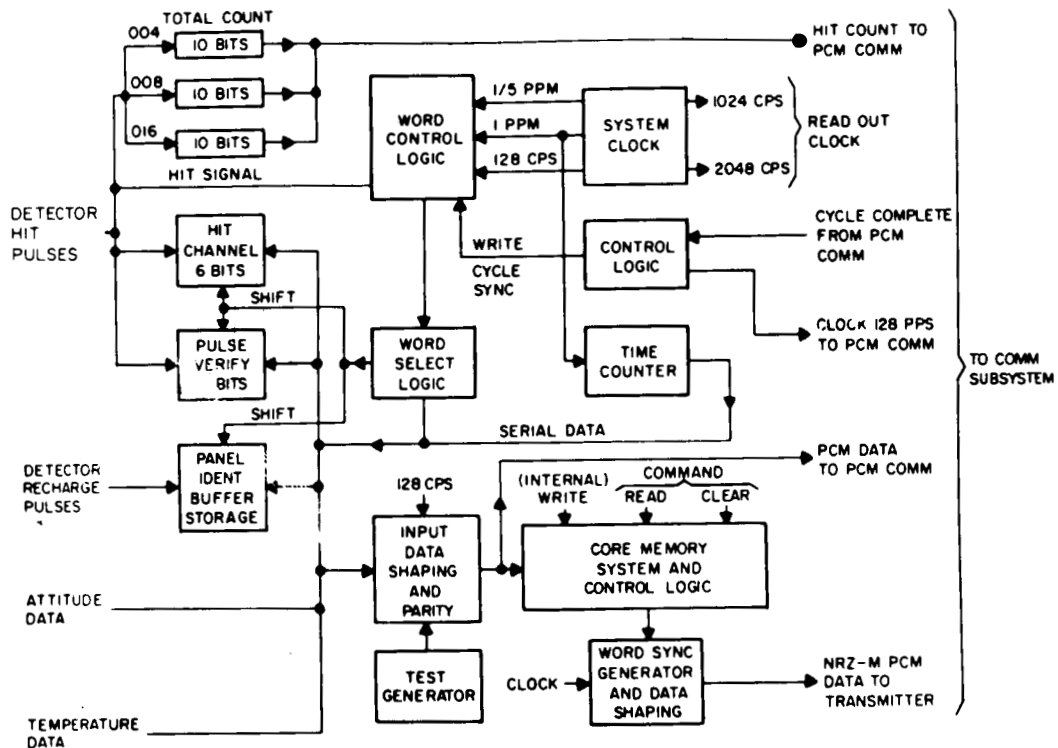 TOTAL COUNT
004
10 BITS
008
10 BITS
016
10 BITS
HIT SIGNAL
DETECTOR
HIT
PULSES
HIT
CHANNEL
6 BITS
SHIFT
PULSE
VERIFY
BITS
SHIFT
PANEL
IDENT
BUFFER
STORAGE
DETECTOR
RECHARGE
PULSES
ATTITUDE
DATA
TEMPERATURE
DATA
WORD
CONTROL
LOGIC
1/5 PPM
1 PPM
128 CPS
SYSTEM
CLOCK
1024 CPS
2048 CPS
READ OUT
CLOCK
HIT COUNT TO
PCM COMM
WRITE
CYCLE
SYNC
CONTROL
LOGIC
CYCLE COMPLETE
FROM PCM
COMM
CLOCK 128 PPS
TO PCM COMM
WORD
SELECT
LOGIC
TIME
COUNTER
TO COMM
SUBSYSTEM
SERIAL DATA
PCM DATA
TO PCM COMM
128 CPS
INPUT
DATA
SHAPING
AND
PARITY
(INTERNAL)
WRITE
COMMAND
READ
CLEAR
CORE MEMORY
SYSTEM AND
CONTROL LOGIC
TEST
GENERATOR
CLOCK
WORD SYNC
GENERATOR
AND DATA
SHAPING
NRZ-M PCM
DATA TO
TRANSMITTER